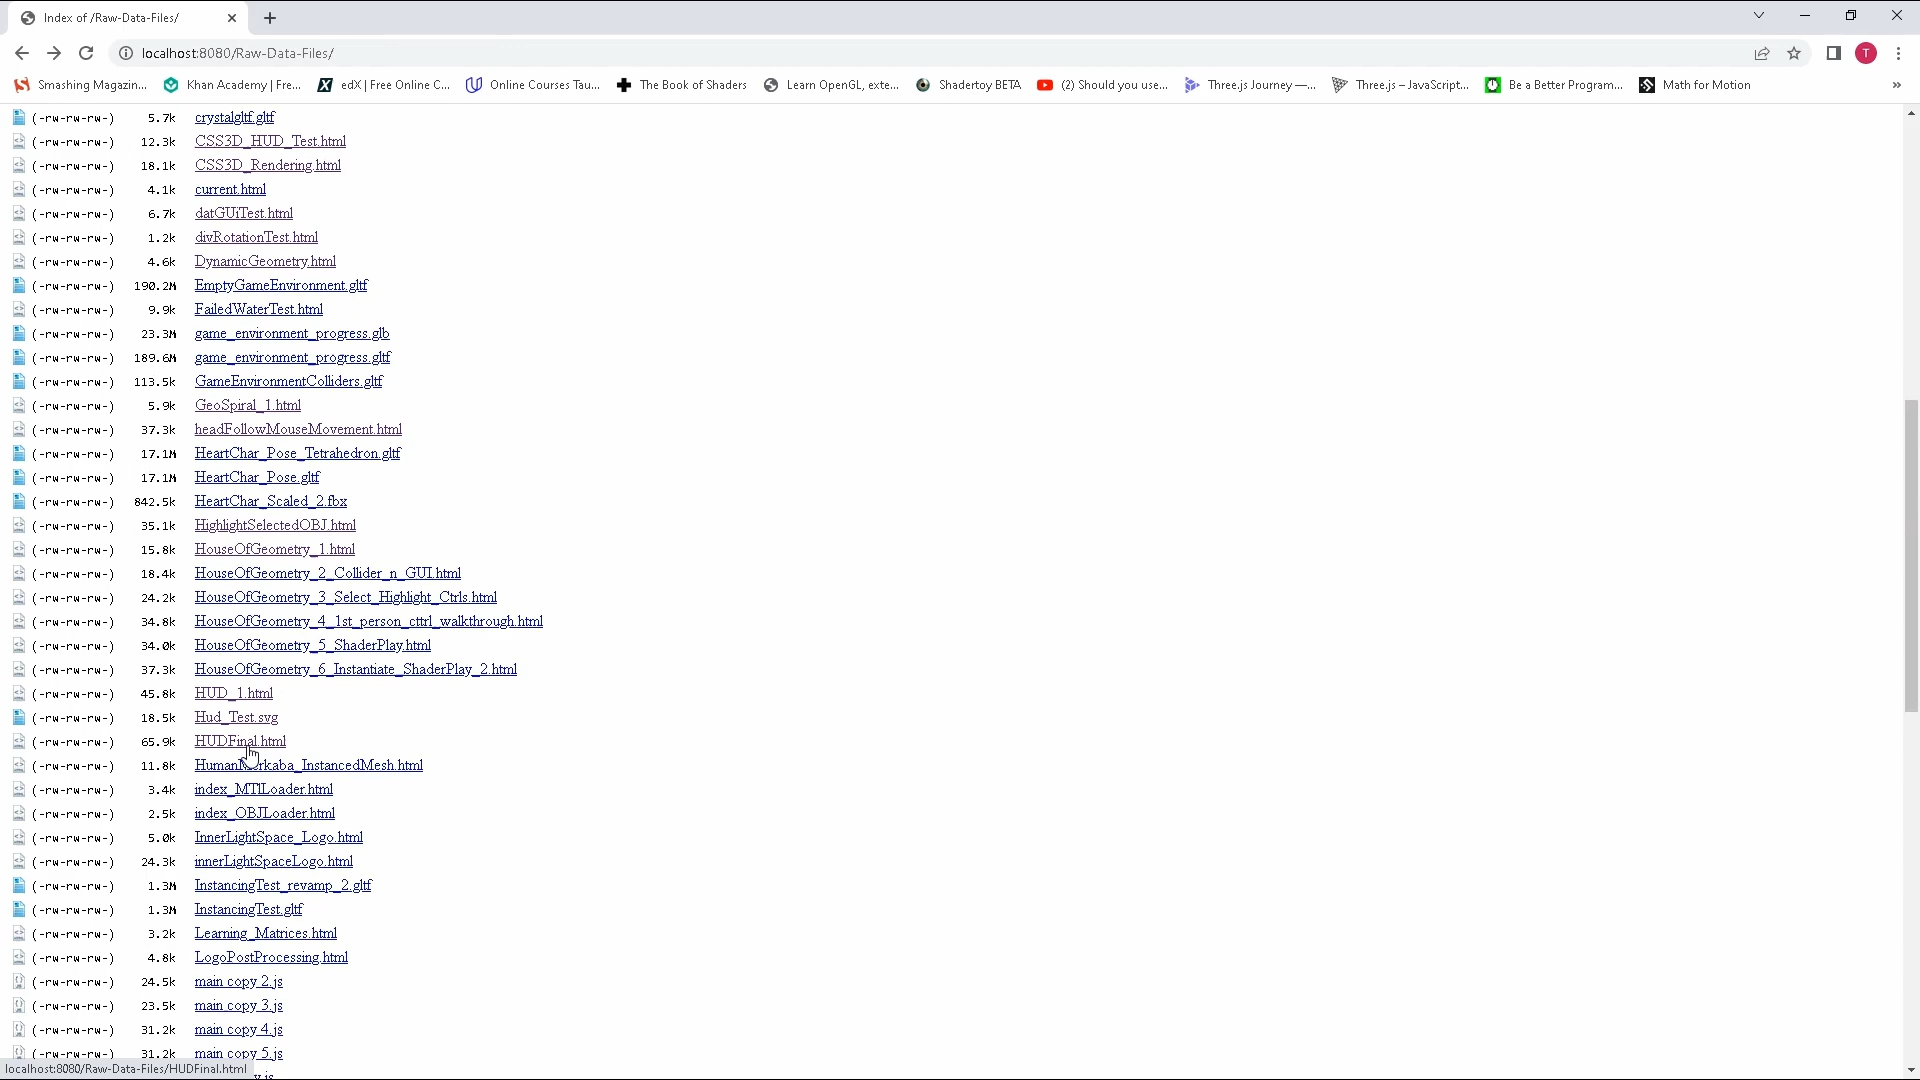 Index of /Raw-Data-Files/
localhost:8080/Raw-Data-Files/
T
Smashing Magazin... Khan Academy | Fre... edX | Free Online C... Online Courses Tau... The Book of Shaders Learn OpenGL, exte... Shadertoy BETA (2) Should you use... Three.js Journey —... Three.js – JavaScript... Be a Better Program... Math for Motion »
(-rw-rw-rw-) 5.7k crystalgltf.gltf
(-rw-rw-rw-) 12.3k CSS3D_HUD_Test.html
(-rw-rw-rw-) 18.1k CSS3D_Rendering.html
(-rw-rw-rw-) 4.1k current.html
(-rw-rw-rw-) 6.7k datGUiTest.html
(-rw-rw-rw-) 1.2k divRotationTest.html
(-rw-rw-rw-) 4.6k DynamicGeometry.html
(-rw-rw-rw-) 190.2M EmptyGameEnvironment.gltf
(-rw-rw-rw-) 9.9k FailedWaterTest.html
(-rw-rw-rw-) 23.3M game_environment_progress.glb
(-rw-rw-rw-) 189.6M game_environment_progress.gltf
(-rw-rw-rw-) 113.5k GameEnvironmentColliders.gltf
(-rw-rw-rw-) 5.9k GeoSpiral_1.html
(-rw-rw-rw-) 37.3k headFollowMouseMovement.html
(-rw-rw-rw-) 17.1M HeartChar_Pose_Tetrahedron.gltf
(-rw-rw-rw-) 17.1M HeartChar_Pose.gltf
(-rw-rw-rw-) 842.5k HeartChar_Scaled_2.fbx
(-rw-rw-rw-) 35.1k HighlightSelectedOBJ.html
(-rw-rw-rw-) 15.8k HouseOfGeometry_1.html
(-rw-rw-rw-) 18.4k HouseOfGeometry_2_Collider_n_GUI.html
(-rw-rw-rw-) 24.2k HouseOfGeometry_3_Select_Highlight_Ctrls.html
(-rw-rw-rw-) 34.8k HouseOfGeometry_4_1st_person_cttrl_walkthrough.html
(-rw-rw-rw-) 34.0k HouseOfGeometry_5_ShaderPlay.html
(-rw-rw-rw-) 37.3k HouseOfGeometry_6_Instantiate_ShaderPlay_2.html
(-rw-rw-rw-) 45.8k HUD_1.html
(-rw-rw-rw-) 18.5k Hud_Test.svg
(-rw-rw-rw-) 65.9k HUDFinal.html
(-rw-rw-rw-) 11.8k HumanMerkaba_InstancedMesh.html
(-rw-rw-rw-) 3.4k index_MTlLoader.html
(-rw-rw-rw-) 2.5k index_OBJLoader.html
(-rw-rw-rw-) 5.0k InnerLightSpace_Logo.html
(-rw-rw-rw-) 24.3k innerLightSpaceLogo.html
(-rw-rw-rw-) 1.3M InstancingTest_revamp_2.gltf
(-rw-rw-rw-) 1.3M InstancingTest.gltf
(-rw-rw-rw-) 3.2k Learning_Matrices.html
(-rw-rw-rw-) 4.8k LogoPostProcessing.html
(-rw-rw-rw-) 24.5k main copy 2.js
(-rw-rw-rw-) 23.5k main copy 3.js
(-rw-rw-rw-) 31.2k main copy 4.js
(-rw-rw-rw-) 31.2k main copy 5.js
localhost:8080/Raw-Data-Files/HUDFinal.html